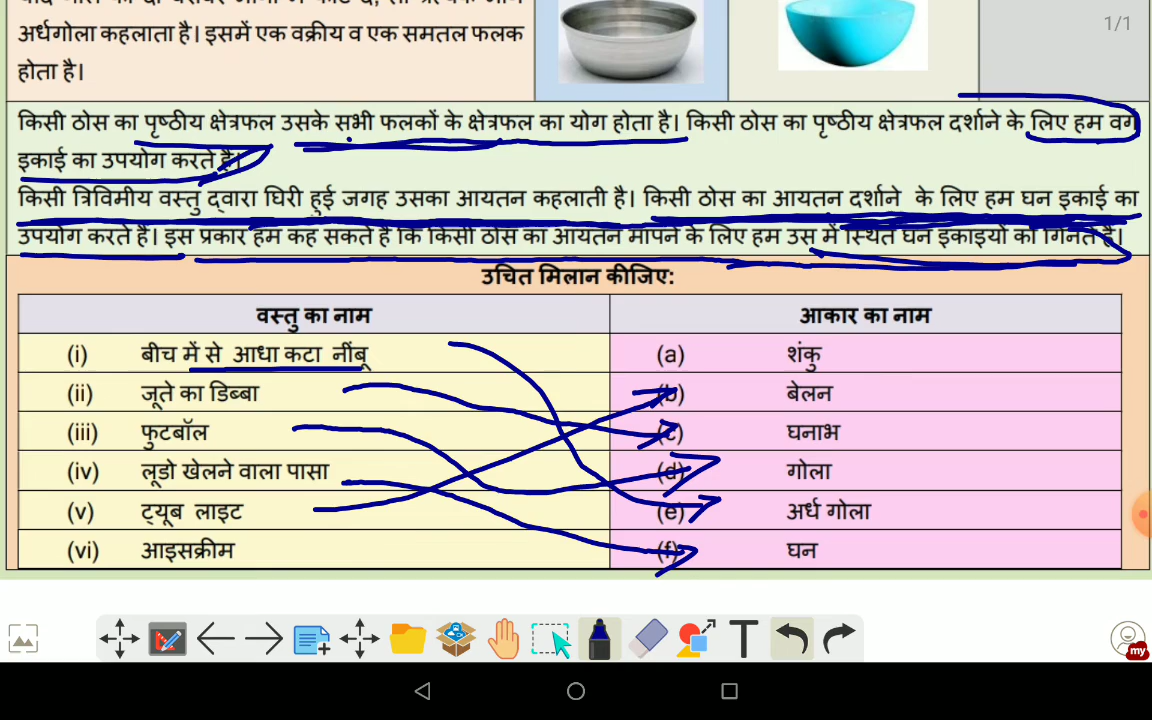 अर्धगोला कहलाता है। इसमें एक वक्रीय व एक समतल फलक
होता है।
1/1
किसी ठोस का पृष्ठीय क्षेत्रफल उसके सभी फलकों के क्षेत्रफल का योग होता है। किसी ठोस का पृष्ठीय क्षेत्रफल दर्शाने के लिए हम वर्ग
इकाई का उपयोग करते हैं।
किसी त्रिविमीय वस्तु द्वारा घिरी हुई जगह उसका आयतन कहलाती है। किसी ठोस का आयतन दर्शाने के लिए हम घन इकाई का
उपयोग करते हैं। इस प्रकार हम कह सकते हैं कि किसी ठोस का आयतन मापने के लिए हम उस में स्थित घन इकाइयों को गिनते हैं।
उचित मिलान कीजिए:
वस्तु का नाम आकार का नाम
(i) बीच में से आधा कटा नींबू (a) शंकु
(ii) जूते का डिब्बा (b) बेलन
(iii) फुटबॉल (c) घनाभ
(iv) लूडो खेलने वाला पासा (d) गोला
(v) ट्यूब लाइट (e) अर्ध गोला
(vi) आइसक्रीम (f) घन
T
my